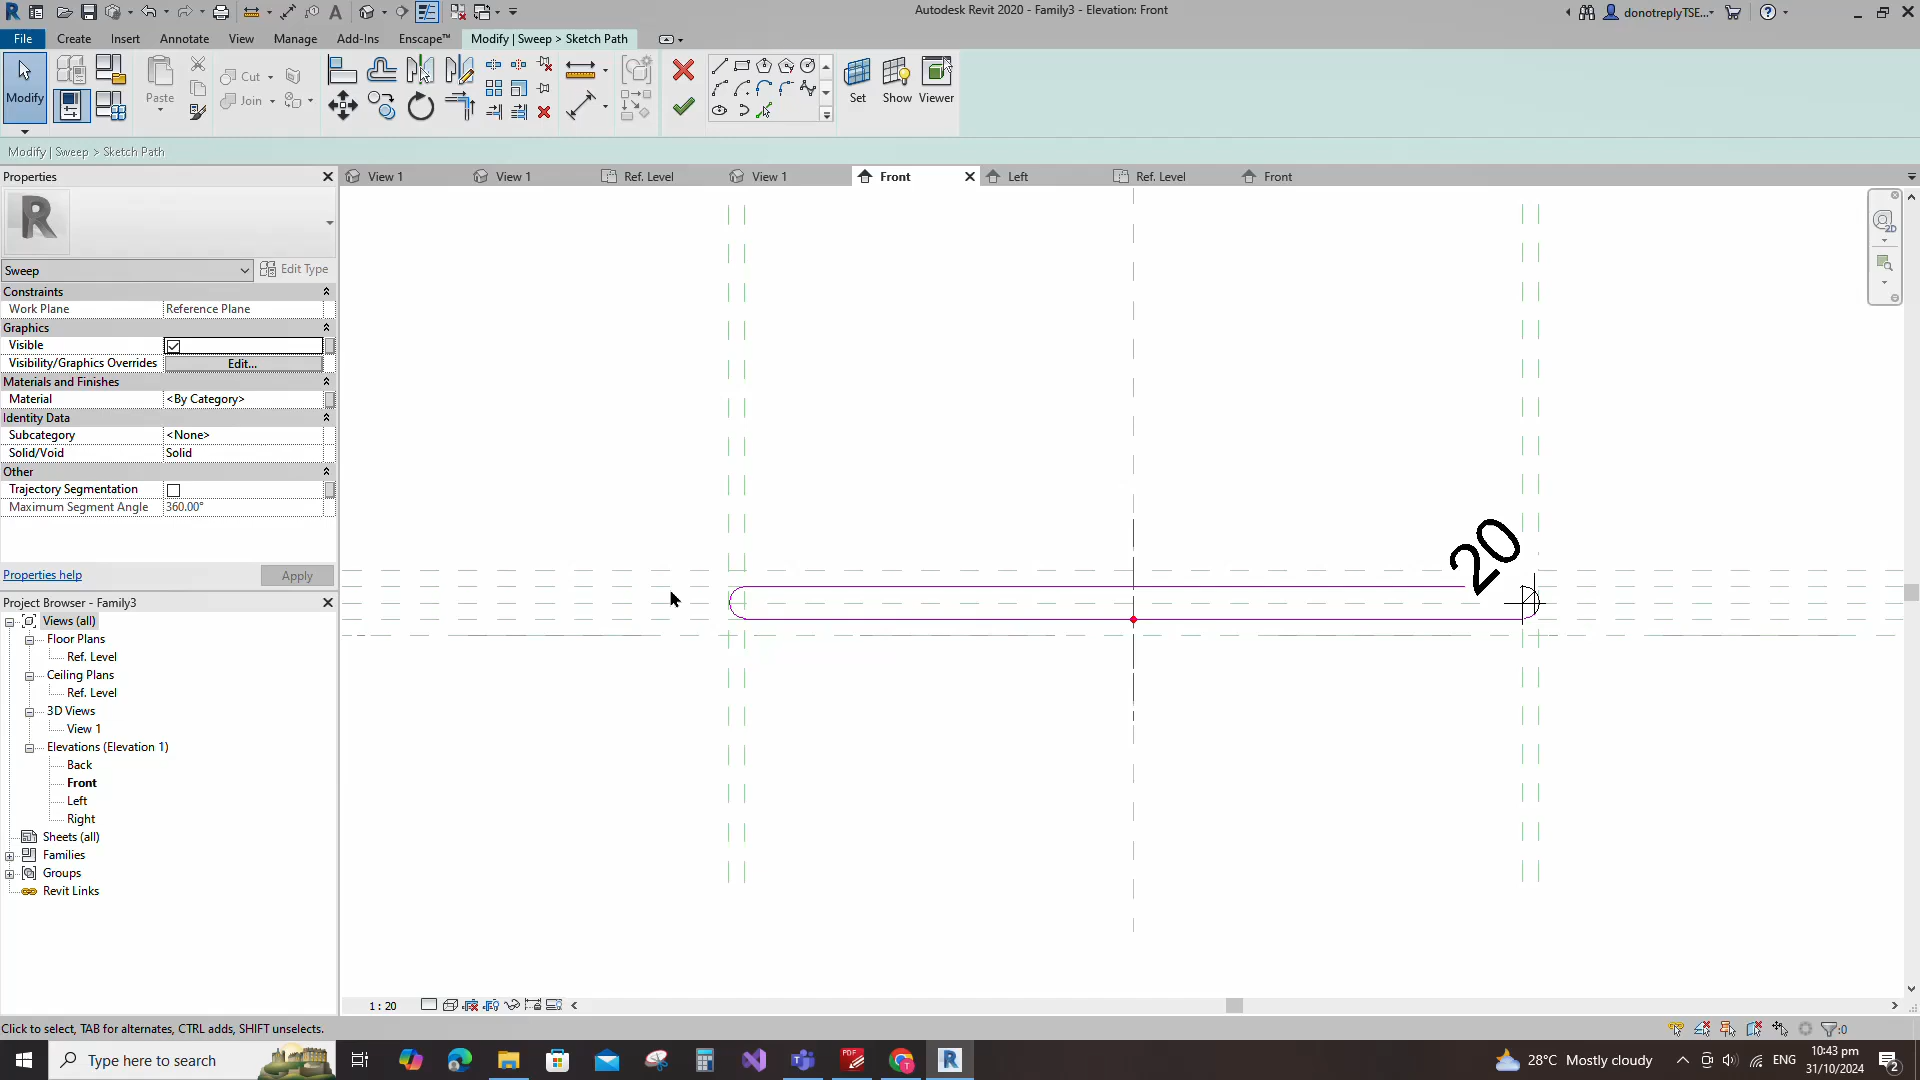 Autodesk Revit 2020 - Family3 - Elevation: Front
donotreplyTSE...
File Create Insert Annotate View Manage Add-Ins Enscape™ Modify | Sweep > Sketch Path
Modify
Paste
Cut
Join
Set
Show
Viewer
Modify | Sweep > Sketch Path
Properties
View 1
View 1
Ref. Level
View 1
Front
Left
Ref. Level
Front
R
2D
Sweep
Edit Type
Constraints
Work Plane Reference Plane
Graphics
Visible
Visibility/Graphics Overrides Edit...
Materials and Finishes
Material <By Category>
Identity Data
Subcategory <None>
Solid/Void Solid
Other
Trajectory Segmentation
Maximum Segment Angle 360.00°
20
Properties help
Apply
Project Browser - Family3
Views (all)
Floor Plans
Ref. Level
Ceiling Plans
Ref. Level
3D Views
View 1
Elevations (Elevation 1)
Back
Front
Left
Right
Sheets (all)
Families
Groups
Revit Links
1 : 20
Click to select, TAB for alternates, CTRL adds, SHIFT unselects.
:0
Type here to search
28°C Mostly cloudy
ENG
10:43 pm
31/10/2024
2